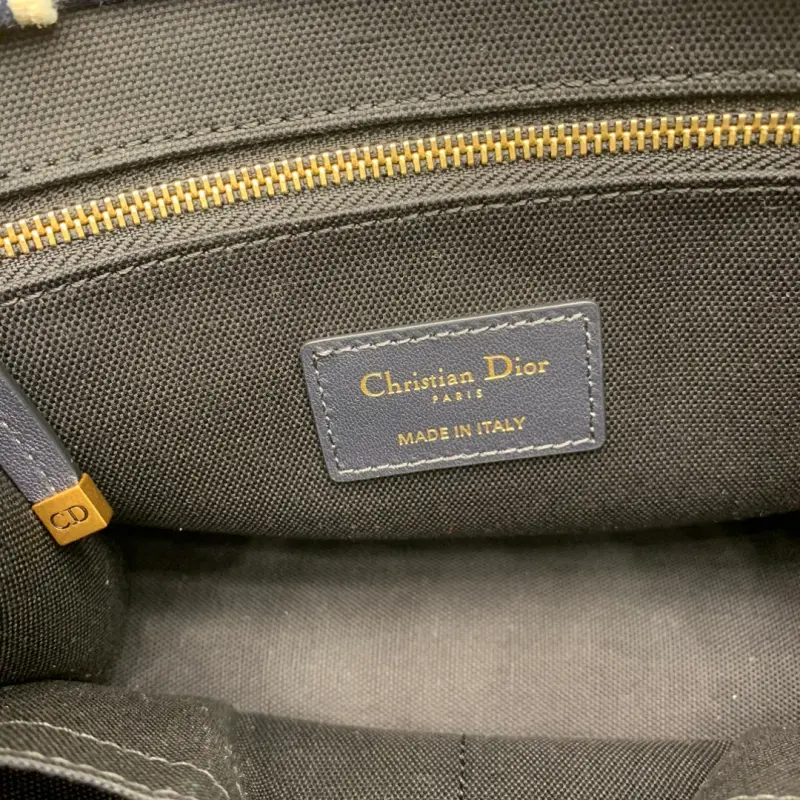 Christian Dior
PARIS
MADE IN ITALY
CD